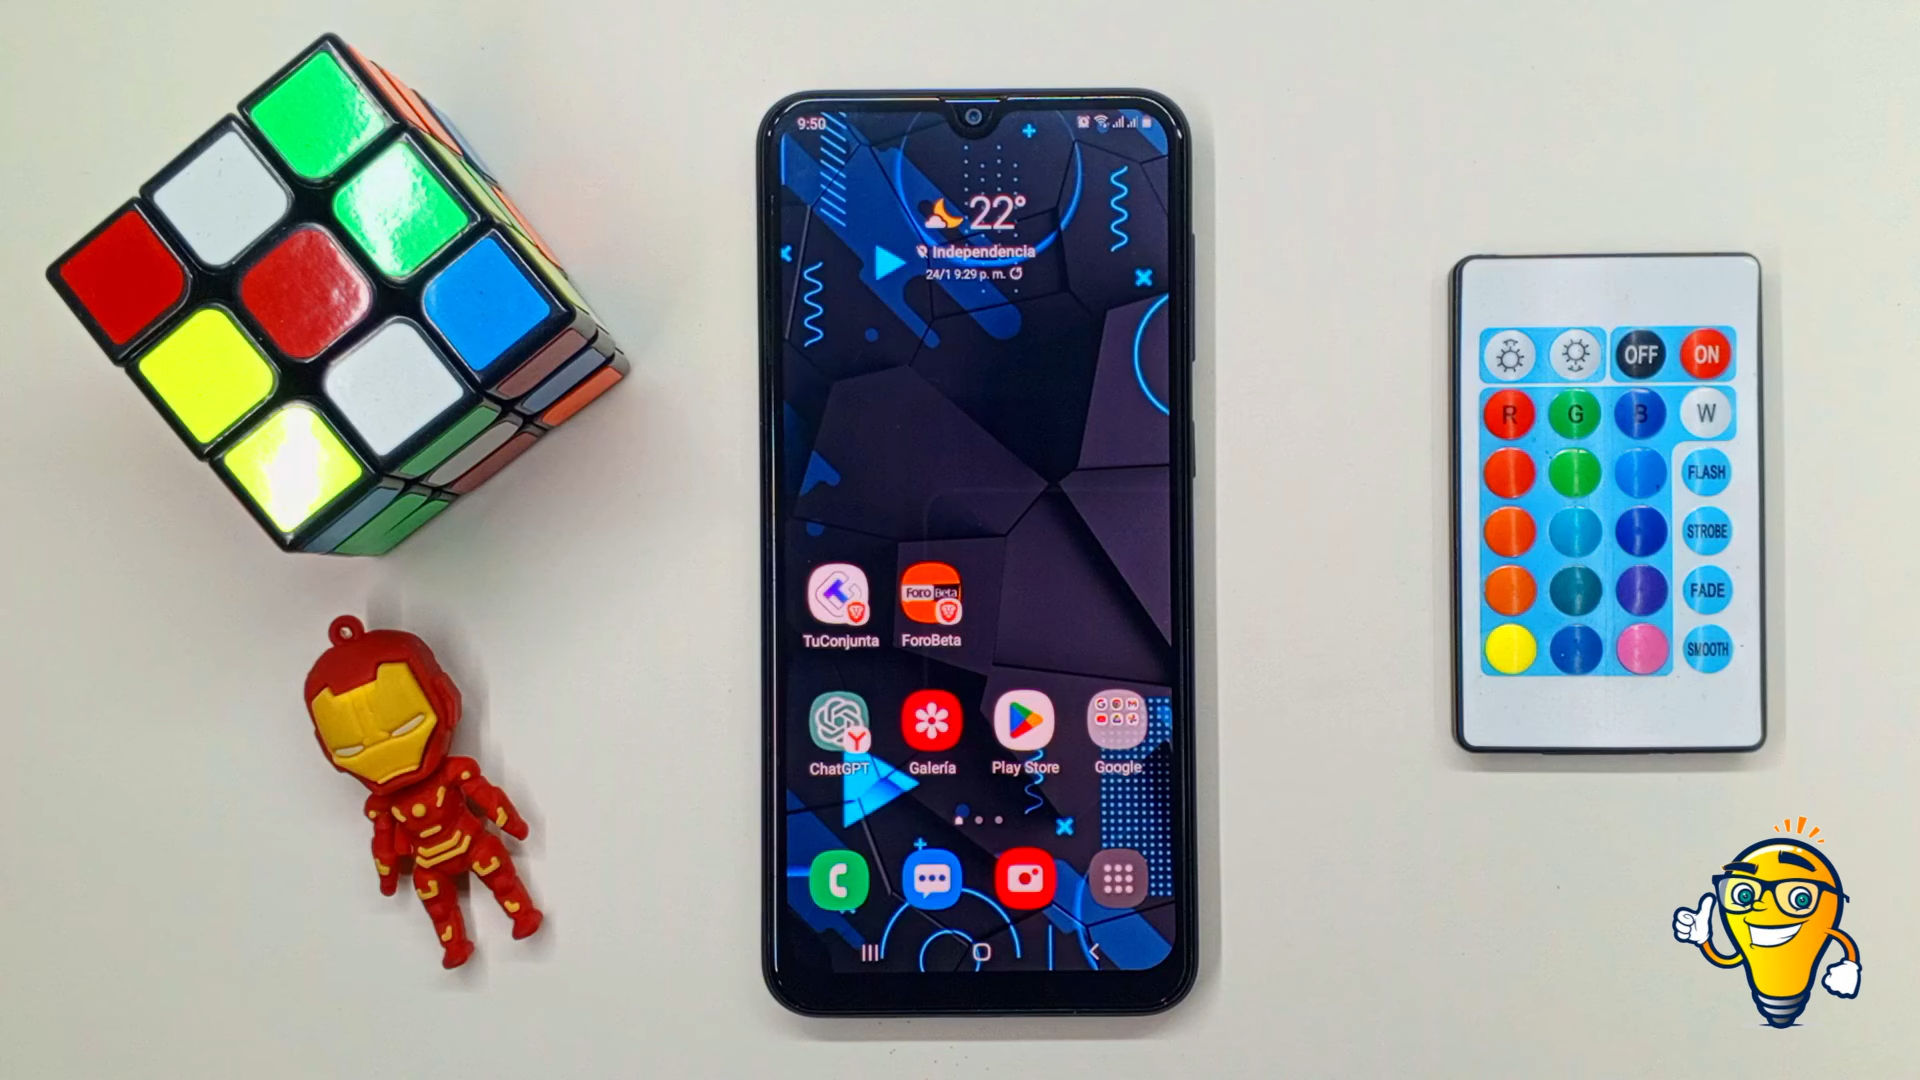 9:50
22°
Independencia
24/1 9:29 p. m.
TuConjunta
Foro Beta
ForoBeta
ChatGPT
Galería
Play Store
Google
OFF
ON
R
G
B
W
FLASH
STROBE
FADE
SMOOTH